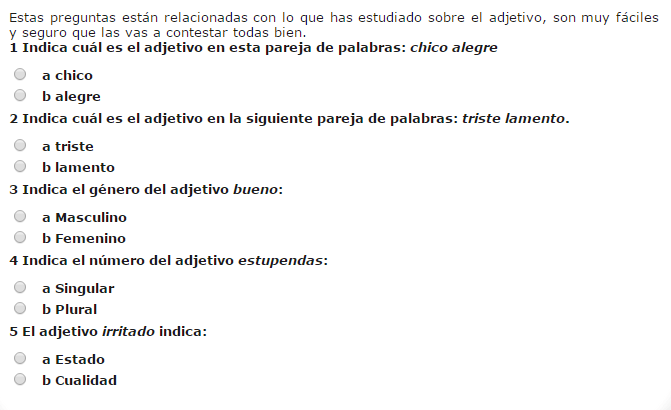 Estas preguntas están relacionadas con lo que has estudiado sobre el adjetivo, son muy fáciles
y seguro que las vas a contestar todas bien.
1 Indica cuál es el adjetivo en esta pareja de palabras: chico alegre
a chico
b alegre
2 Indica cuál es el adjetivo en la siguiente pareja de palabras: triste lamento.
a triste
b lamento
3 Indica el género del adjetivo bueno:
a Masculino
b Femenino
4 Indica el número del adjetivo estupendas:
a Singular
b Plural
5 El adjetivo irritado indica:
a Estado
b Cualidad